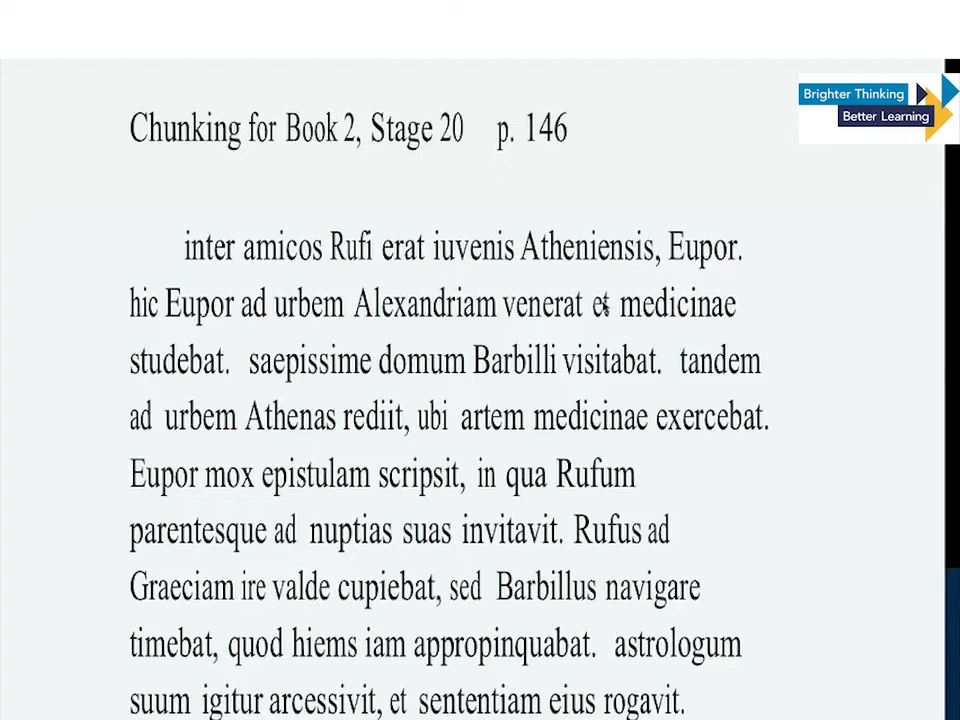 Brighter Thinking
Better Learning
Chunking for Book 2, Stage 20 p. 146
inter amicos Rufi erat iuvenis Atheniensis, Eupor.
hic Eupor ad urbem Alexandriam venerat et medicinae
studebat. saepissime domum Barbilli visitabat. tandem
ad urbem Athenas rediit, ubi artem medicinae exercebat.
Eupor mox epistulam scripsit, in qua Rufum
parentesque ad nuptias suas invitavit. Rufus ad
Graeciam ire valde cupiebat, sed Barbillus navigare
timebat, quod hiems iam appropinquabat. astrologum
suum igitur arcessivit, et sententiam eius rogavit.